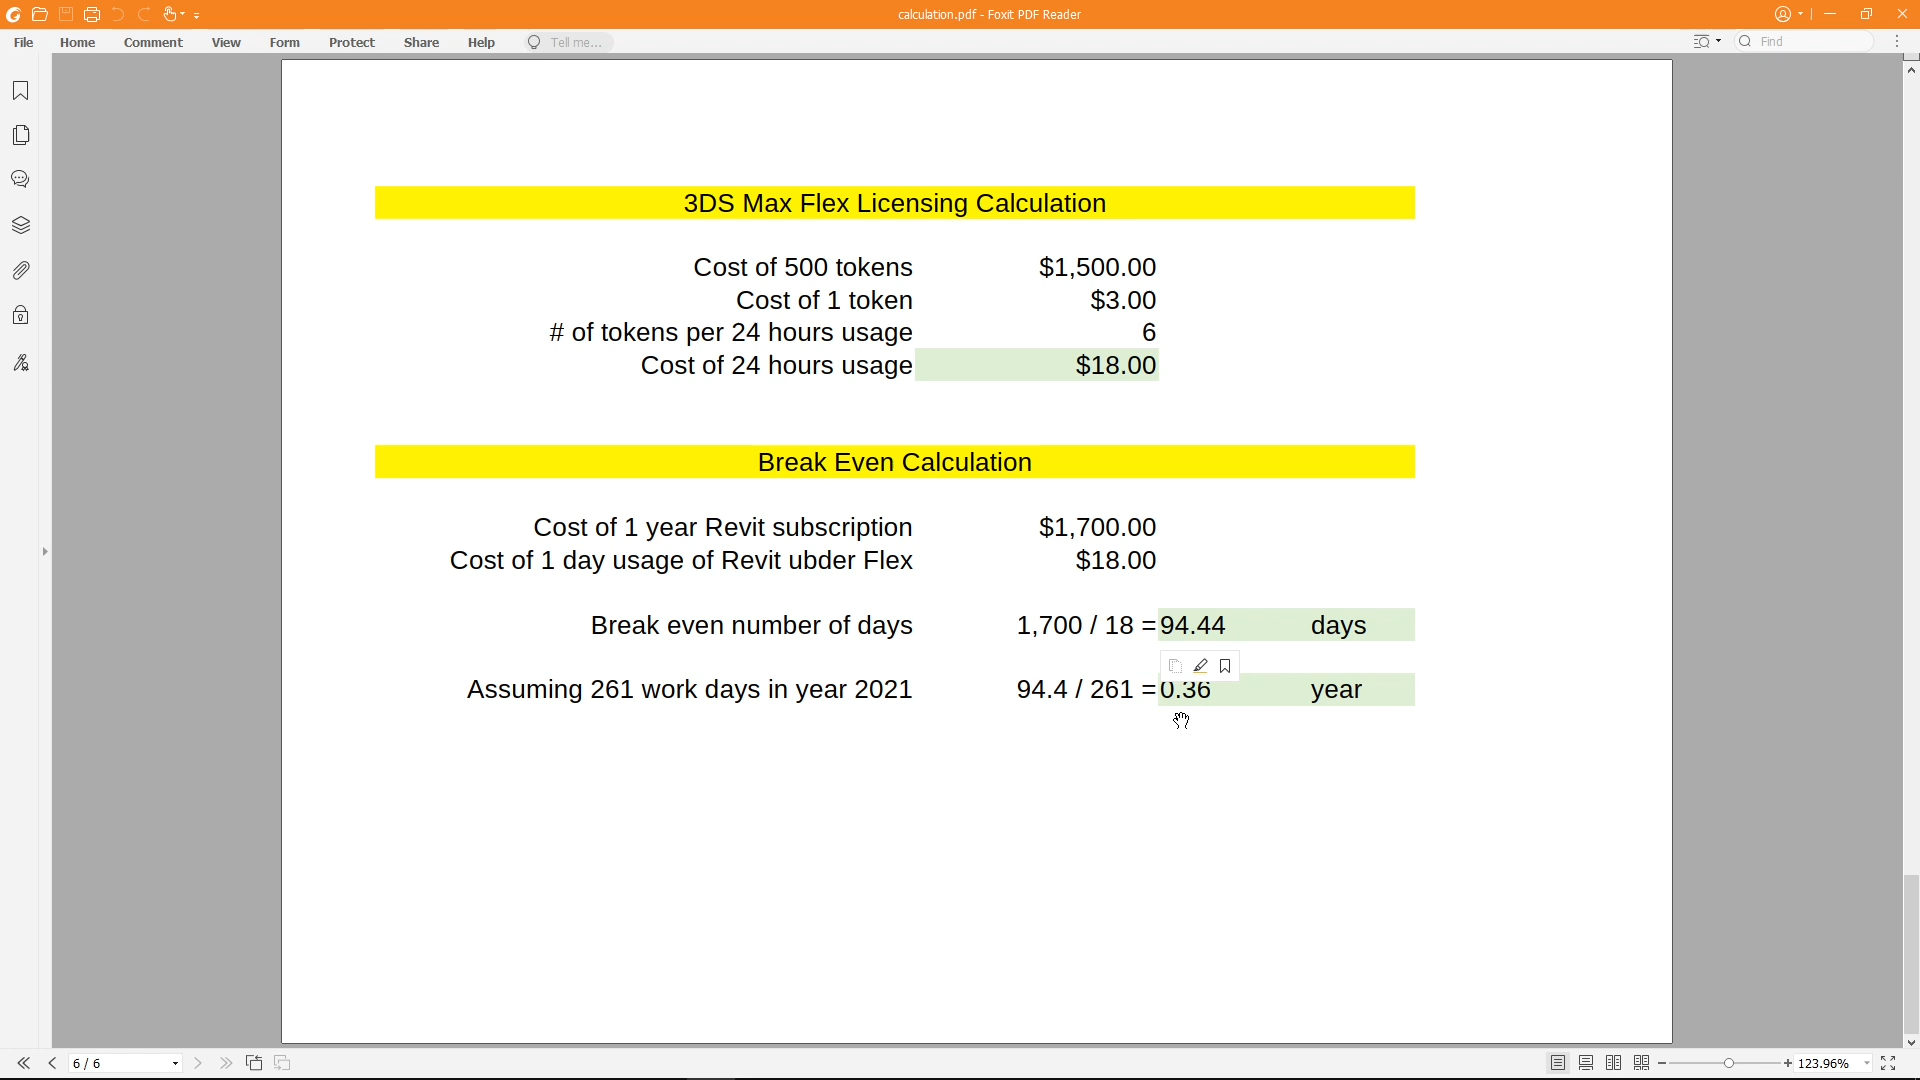 calculation.pdf - Foxit PDF Reader
File Home Comment View Form Protect Share Help Tell me... Find
3DS Max Flex Licensing Calculation
Cost of 500 tokens $1,500.00
Cost of 1 token $3.00
# of tokens per 24 hours usage 6
Cost of 24 hours usage $18.00
Break Even Calculation
Cost of 1 year Revit subscription $1,700.00
Cost of 1 day usage of Revit ubder Flex $18.00
Break even number of days 1,700 / 18 = 94.44 days
Assuming 261 work days in year 2021 94.4 / 261 = 0.36 year
6 / 6 123.96%